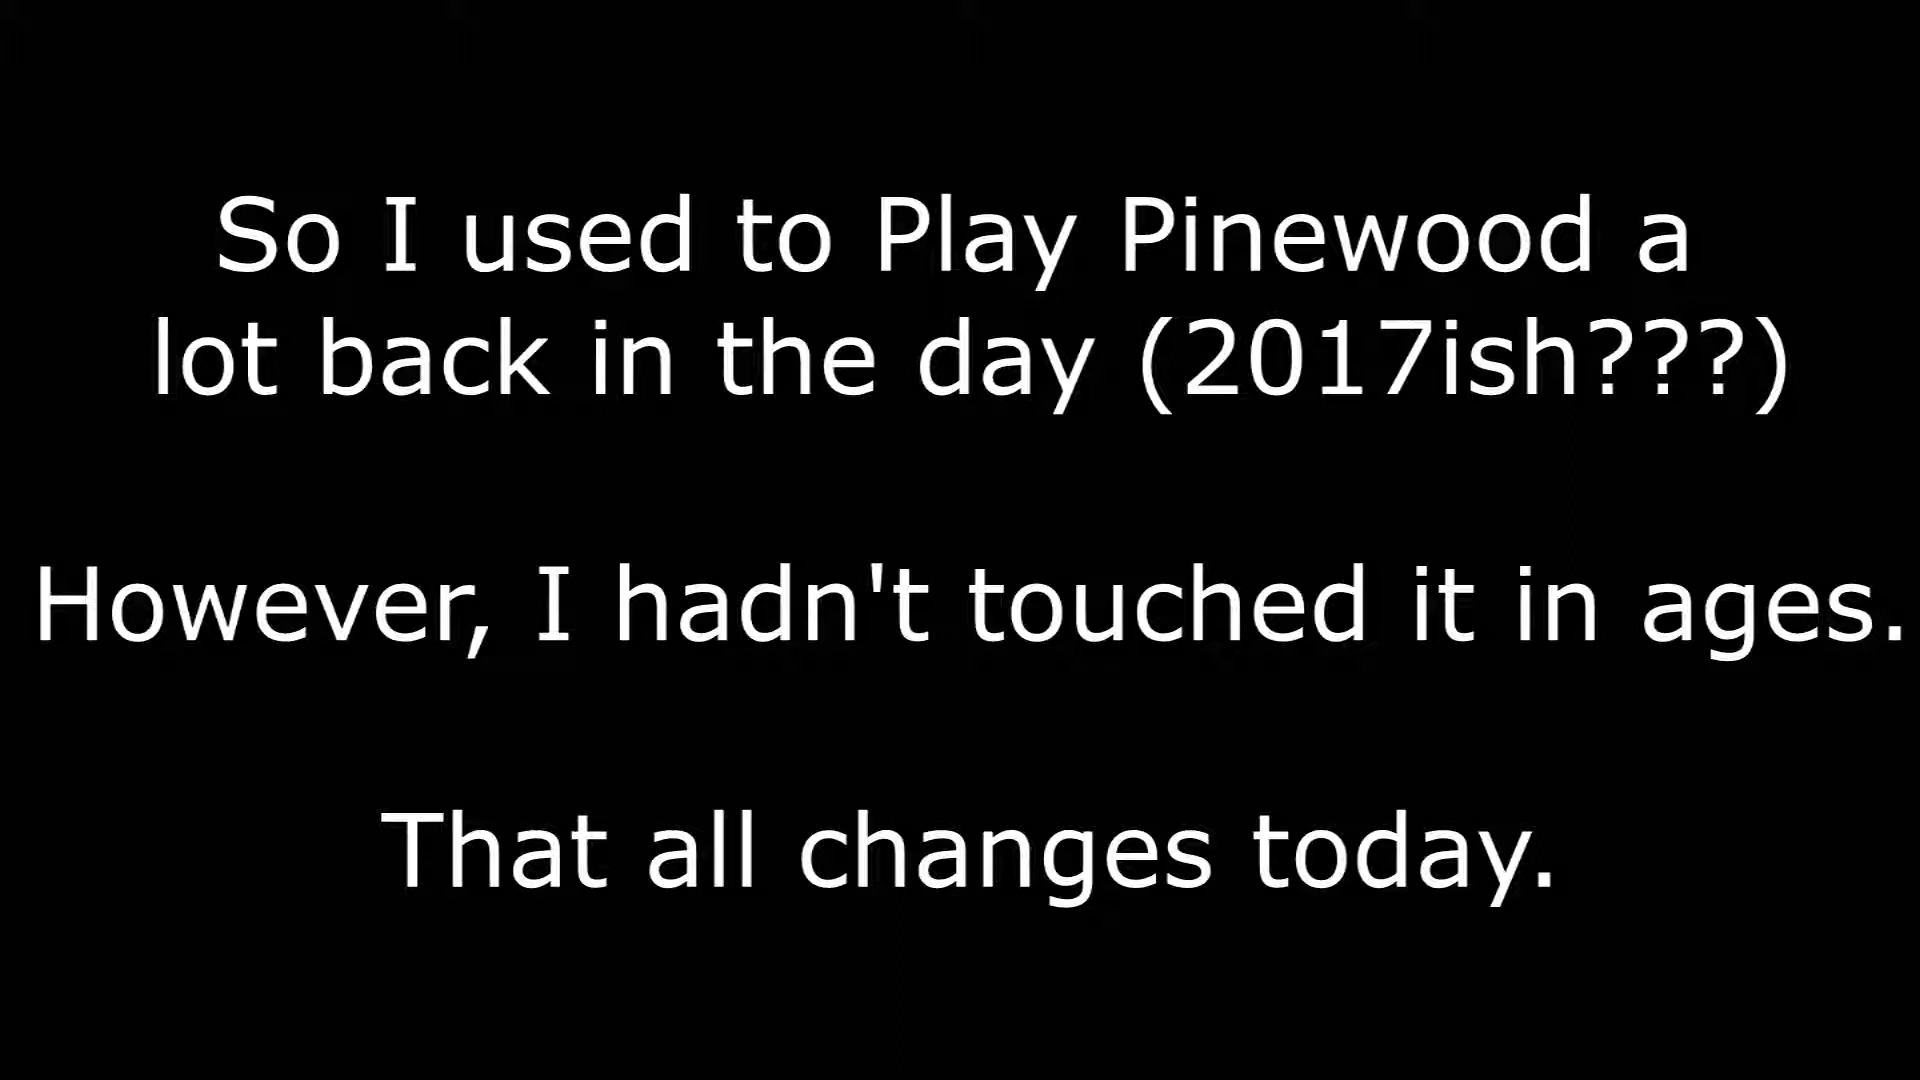 So I used to Play Pinewood a
lot back in the day (2017ish???)
However, I hadn't touched it in ages.
That all changes today.